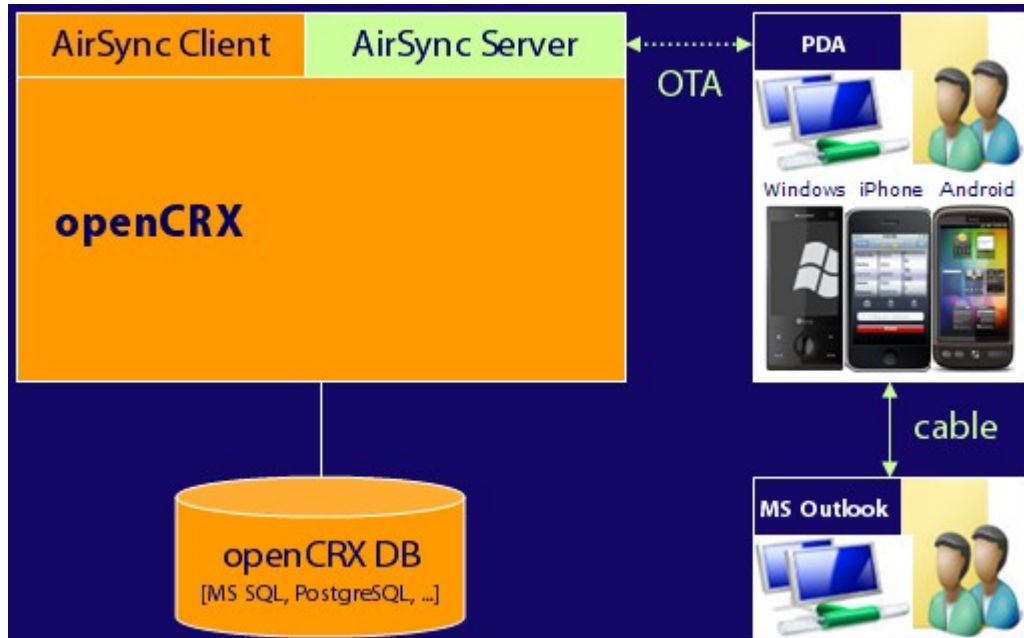 AirSync Client
AirSync Server
PDA
OTA
Windows iPhone Android
openCRX
cable
MS Outlook
openCRX DB
[MS SQL, PostgreSQL, ...]